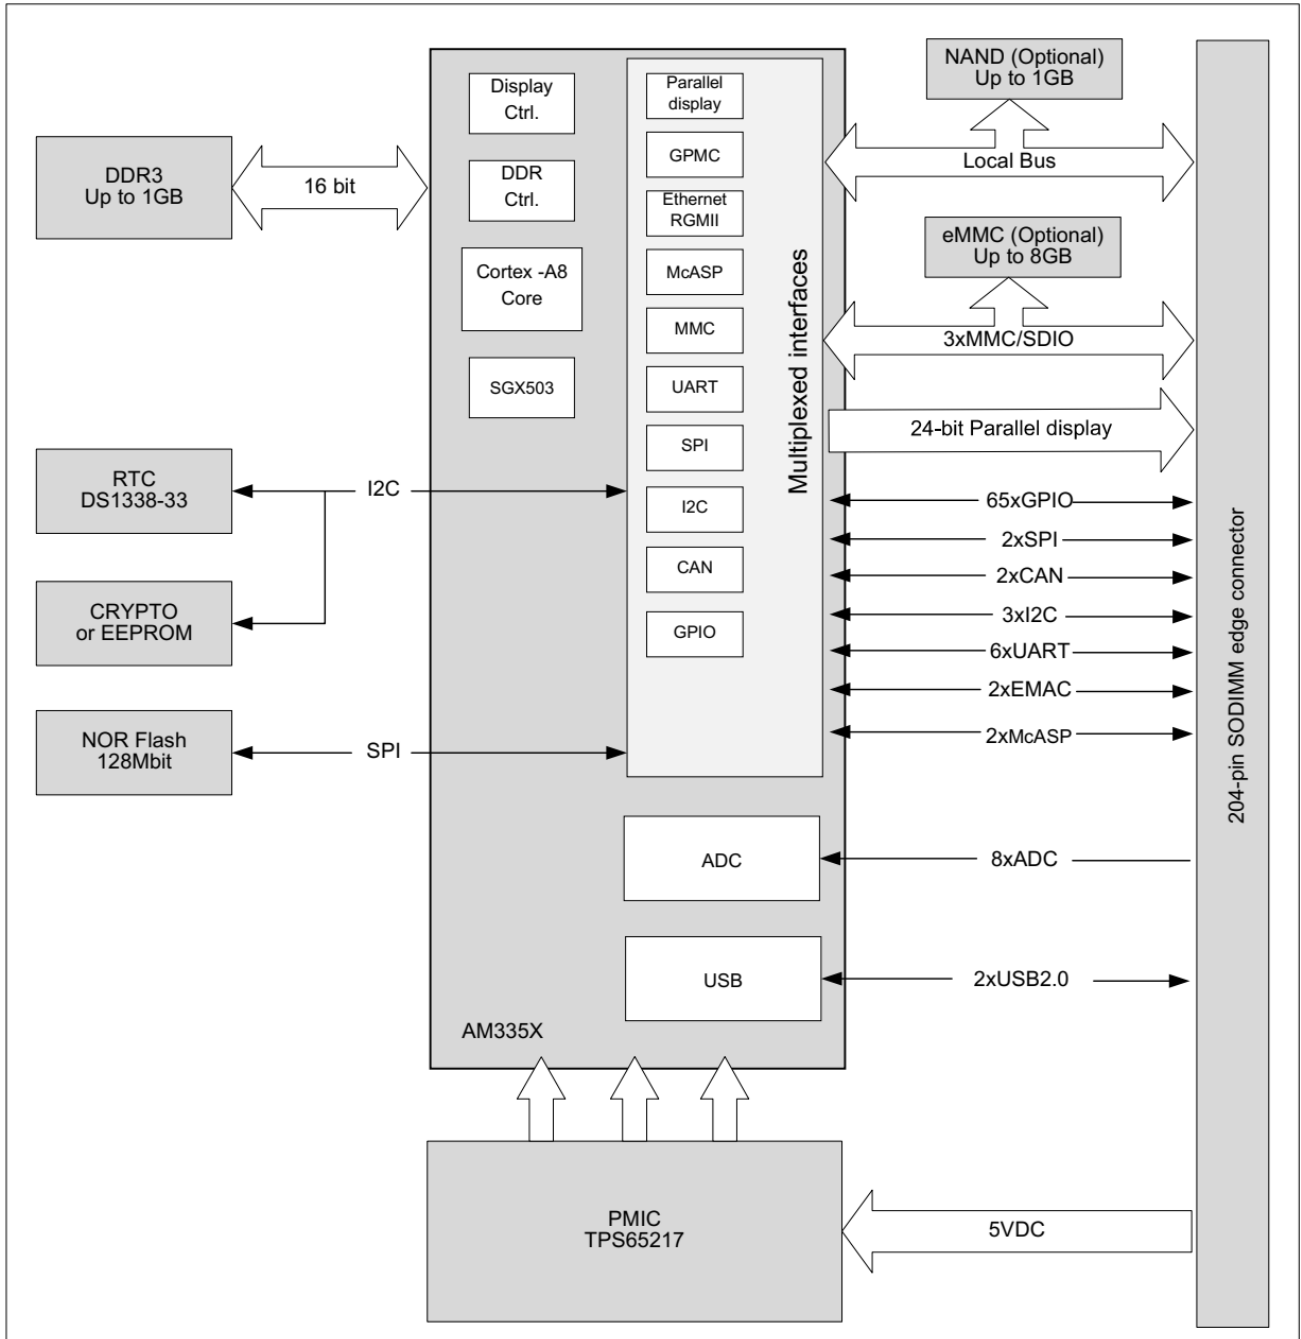 DDR3
Up to 1GB
16 bit
RTC
DS1338-33
I2C
CRYPTO
or EEPROM
NOR Flash
128Mbit
SPI
Display
Ctrl.
DDR
Ctrl.
Cortex -A8
Core
SGX503
Parallel
display
GPMC
Ethernet
RGMII
McASP
MMC
UART
SPI
I2C
CAN
GPIO
Multiplexed interfaces
ADC
USB
AM335X
PMIC
TPS65217
NAND (Optional)
Up to 1GB
Local Bus
eMMC (Optional)
Up to 8GB
3xMMC/SDIO
24-bit Parallel display
65xGPIO
2xSPI
2xCAN
3xI2C
6xUART
2xEMAC
2xMcASP
8xADC
2xUSB2.0
5VDC
204-pin SODIMM edge connector